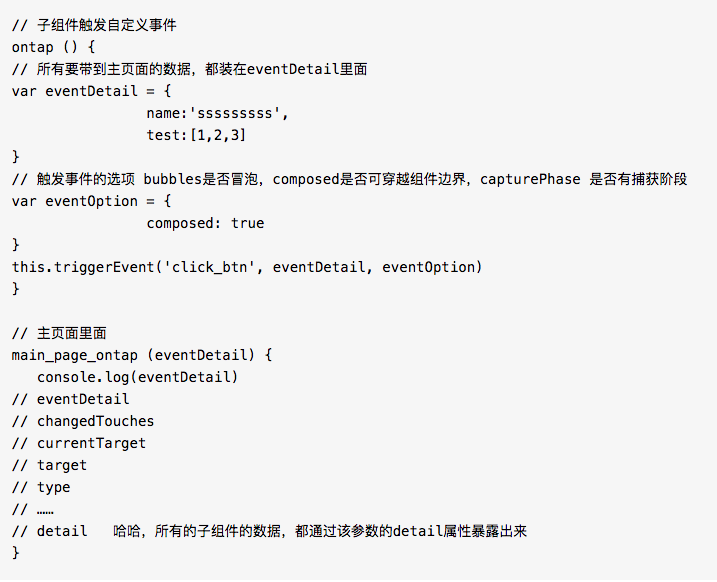 // 子组件触发自定义事件
ontap () {
// 所有要带到主页面的数据，都装在eventDetail里面
var eventDetail = {
                name:'sssssssss',
                test:[1,2,3]
}
// 触发事件的选项 bubbles是否冒泡，composed是否可穿越组件边界，capturePhase 是否有捕获阶段
var eventOption = {
                composed: true
}
this.triggerEvent('click_btn', eventDetail, eventOption)
}

// 主页面里面
main_page_ontap (eventDetail) {
   console.log(eventDetail)
// eventDetail
// changedTouches
// currentTarget
// target
// type
// ……
// detail   哈哈，所有的子组件的数据，都通过该参数的detail属性暴露出来
}